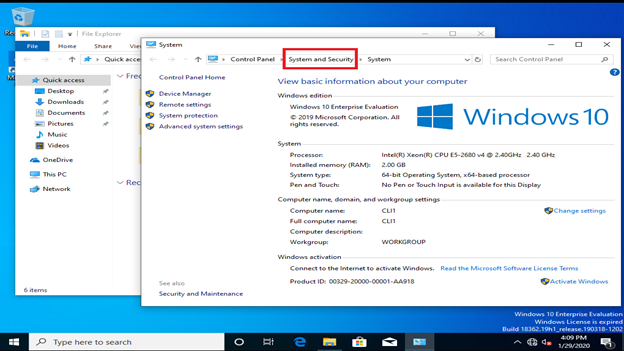 File Explorer
File
Home
Share
Quick access
Quick access
Desktop
Downloads
Documents
Pictures
Music
Videos
OneDrive
This PC
Network
6 items
System
Control Panel
System and Security
System
Search Control Panel
Control Panel Home
Device Manager
Remote settings
System protection
Advanced system settings
See also
Security and Maintenance
View basic information about your computer
Windows edition
Windows 10 Enterprise Evaluation
© 2019 Microsoft Corporation. All
rights reserved.
Windows 10
System
Processor: Intel(R) Xeon(R) CPU E5-2680 v4 @ 2.40GHz 2.40 GHz
Installed memory (RAM): 2.00 GB
System type: 64-bit Operating System, x64-based processor
Pen and Touch: No Pen or Touch Input is available for this Display
Computer name, domain, and workgroup settings
Computer name: CLI1 Change settings
Full computer name: CLI1
Computer description:
Workgroup: WORKGROUP
Windows activation
Connect to the Internet to activate Windows. Read the Microsoft Software License Terms
Product ID: 00329-20000-00001-AA918 Activate Windows
Windows 10 Enterprise Evaluation
Windows License is expired
Build 18362.19h1_release.190318-1202
Type here to search
4:09 PM
1/29/2020